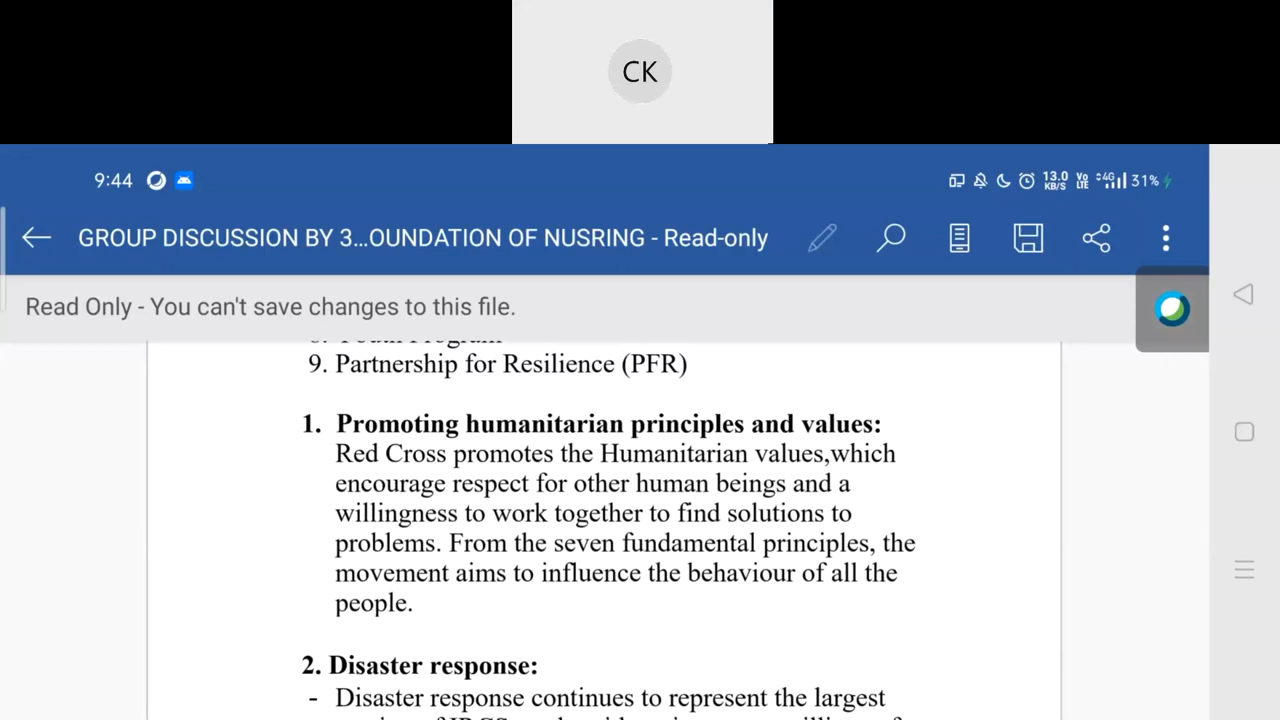 CK
9:44
13.0
KB/S
Vo
LTE
4G
31%
GROUP DISCUSSION BY 3...OUNDATION OF NUSRING - Read-only
Read Only - You can't save changes to this file.
9. Partnership for Resilience (PFR)
1. Promoting humanitarian principles and values:
Red Cross promotes the Humanitarian values,which
encourage respect for other human beings and a
willingness to work together to find solutions to
problems. From the seven fundamental principles, the
movement aims to influence the behaviour of all the
people.
2. Disaster response:
- Disaster response continues to represent the largest